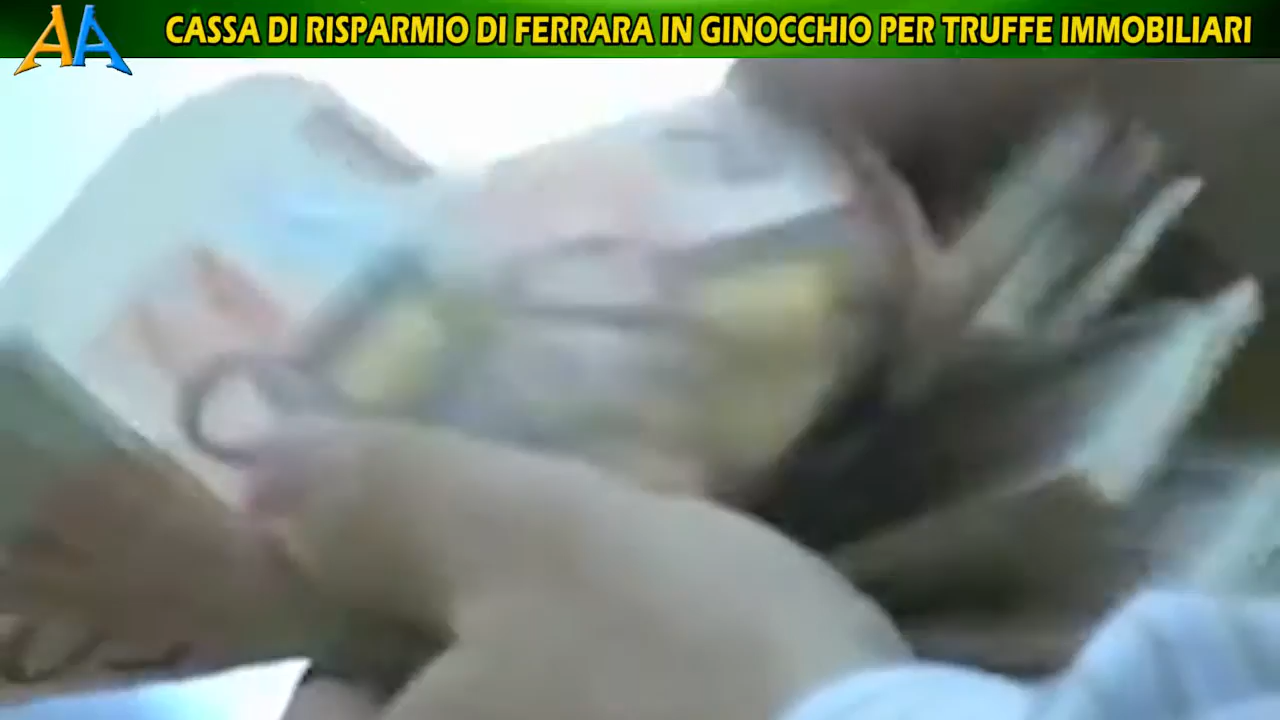 AA CASSA DI RISPARMIO DI FERRARA IN GINOCCHIO PER TRUFFE IMMOBILIARI